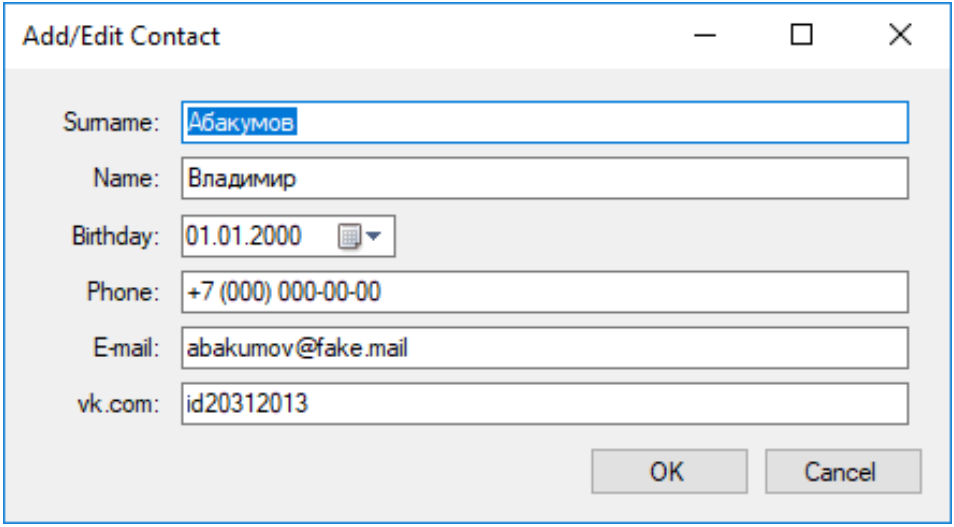 Add/Edit Contact
Surname: Абакумов
Name: Владимир
Birthday: 01.01.2000
Phone: +7 (000) 000-00-00
E-mail: abakumov@fake.mail
vk.com: id20312013
OK Cancel